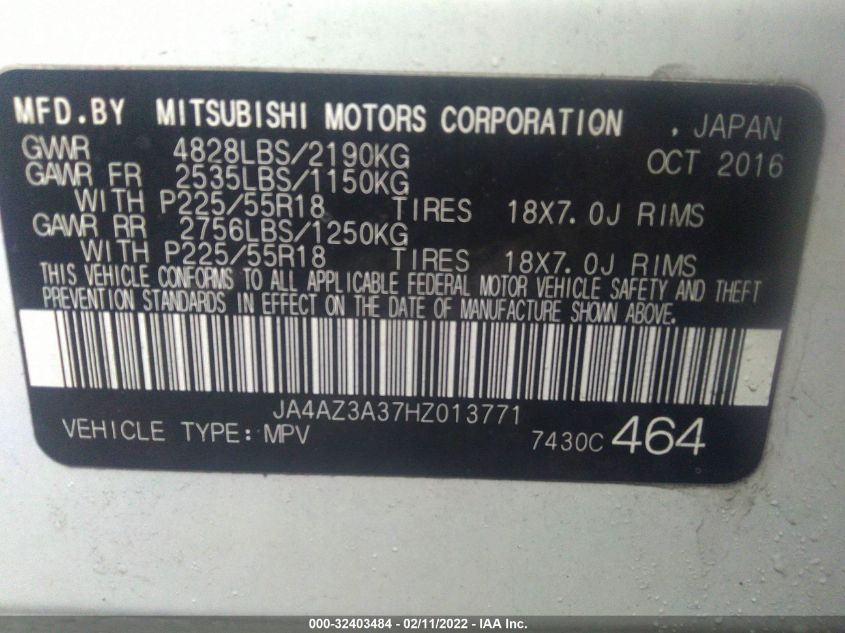 MFD.BY MITSUBISHI MOTORS CORPORATION , JAPAN
GVWR 4828LBS/2190KG OCT 2016
GAWR FR 2535LBS/1150KG
WITH P225/55R18 TIRES 18X7.0J RIMS
GAWR RR 2756LBS/1250KG
WITH P225/55R18 TIRES 18X7.0J RIMS
THIS VEHICLE CONFORMS TO ALL APPLICABLE FEDERAL MOTOR VEHICLE SAFETY AND THEFT
PREVENTION STANDARDS IN EFFECT ON THE DATE OF MANUFACTURE SHOWN ABOVE.
JA4AZ3A37HZ013771
VEHICLE TYPE: MPV 7430C 464
000-32403484 - 02/11/2022 - IAA Inc.